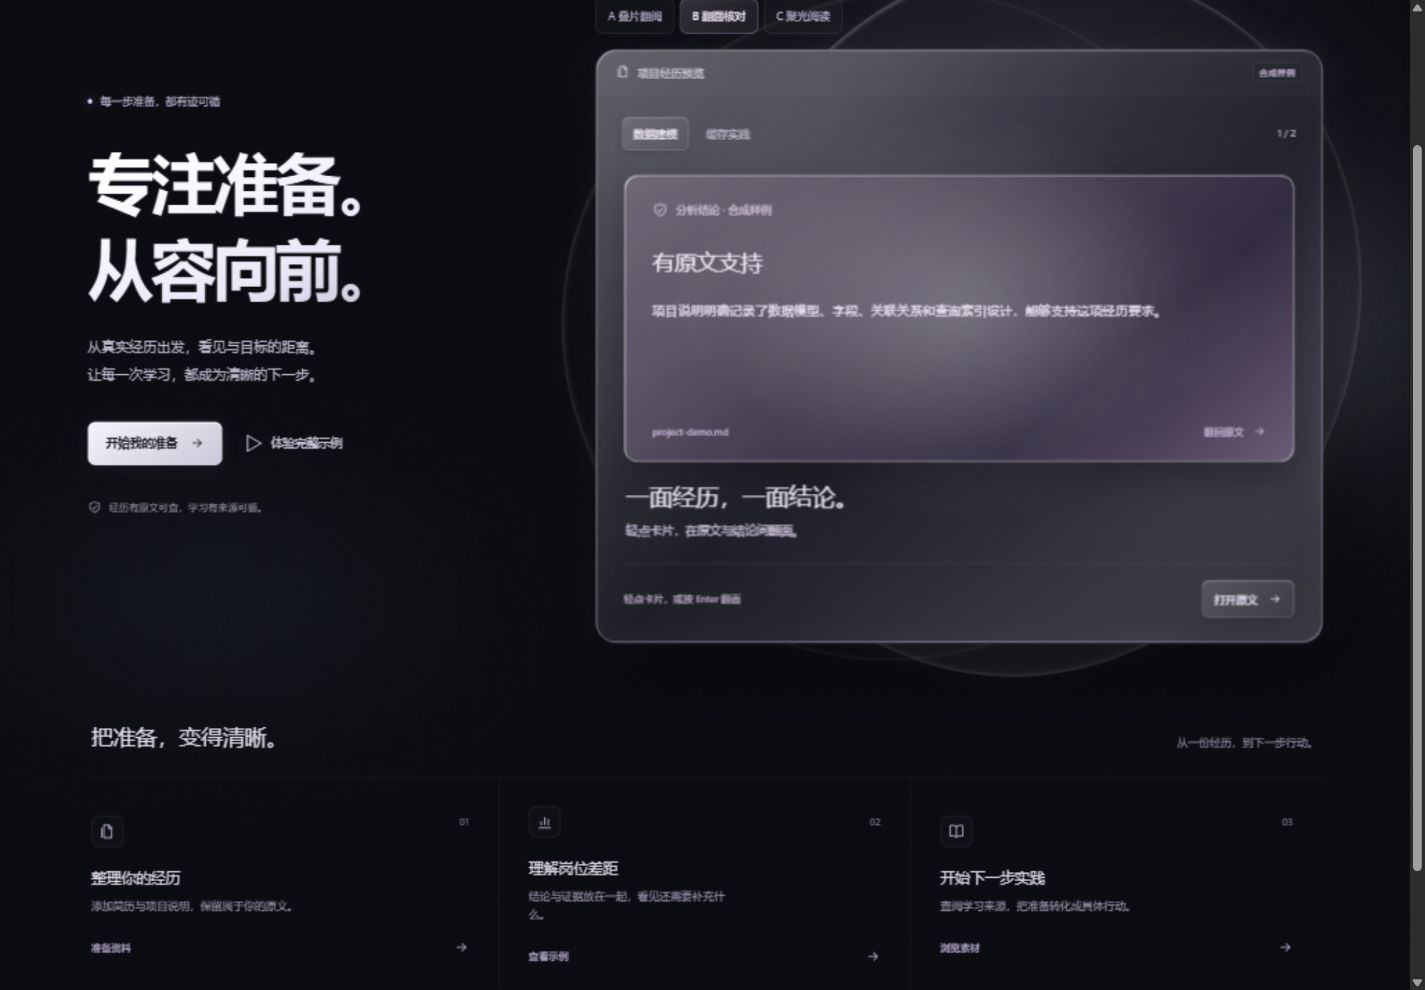 A 叠片翻阅
B 翻面核对
C 聚光阅读
每一步准备，都有迹可循
专注准备。
从容向前。
从真实经历出发，看见与目标的距离。
让每一次学习，都成为清晰的下一步。
开始我的准备
体验完整示例
经历有原文可查，学习有来源可循。
项目经历预览
合成样例
数据建模
缓存实践
1 / 2
分析结论 · 合成样例
有原文支持
项目说明明确记录了数据模型、字段、关联关系和查询索引设计，能够支持这项经历要求。
project-demo.md
翻回原文
一面经历，一面结论。
轻点卡片，在原文与结论间翻面。
轻点卡片，或按 Enter 翻面
打开原文
把准备，变得清晰。
从一份经历，到下一步行动。
01
整理你的经历
添加简历与项目说明，保留属于你的原文。
准备资料
02
理解岗位差距
结论与证据放在一起，看见还需要补充什
么。
查看示例
03
开始下一步实践
查阅学习来源，把准备转化成具体行动。
浏览素材